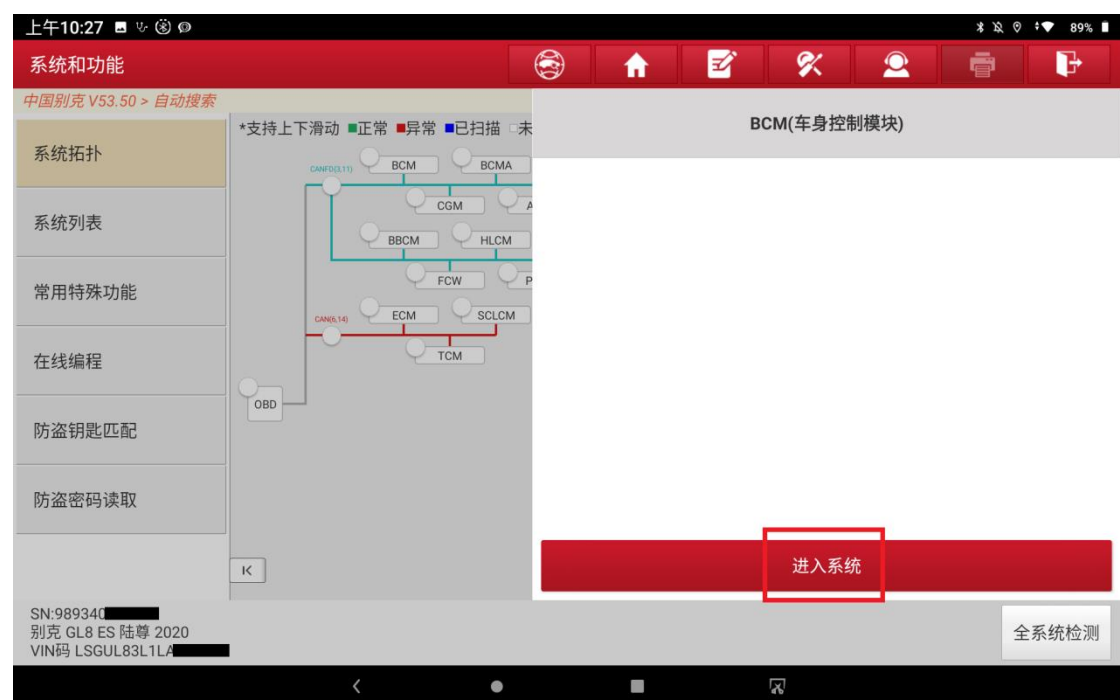 上午10:27
89%
系统和功能
中国别克 V53.50 > 自动搜索
BCM(车身控制模块)
系统拓扑
系统列表
常用特殊功能
在线编程
防盗钥匙匹配
防盗密码读取
*支持上下滑动 ■正常 ■异常 ■已扫描 □未
CANFD(3,11)
BCM
BCMA
CGM
A
BBCM
HLCM
FCW
P
CAN(6,14)
ECM
SCLCM
TCM
OBD
进入系统
SN:989340
别克 GL8 ES 陆尊 2020
VIN码 LSGUL83L1LA
全系统检测